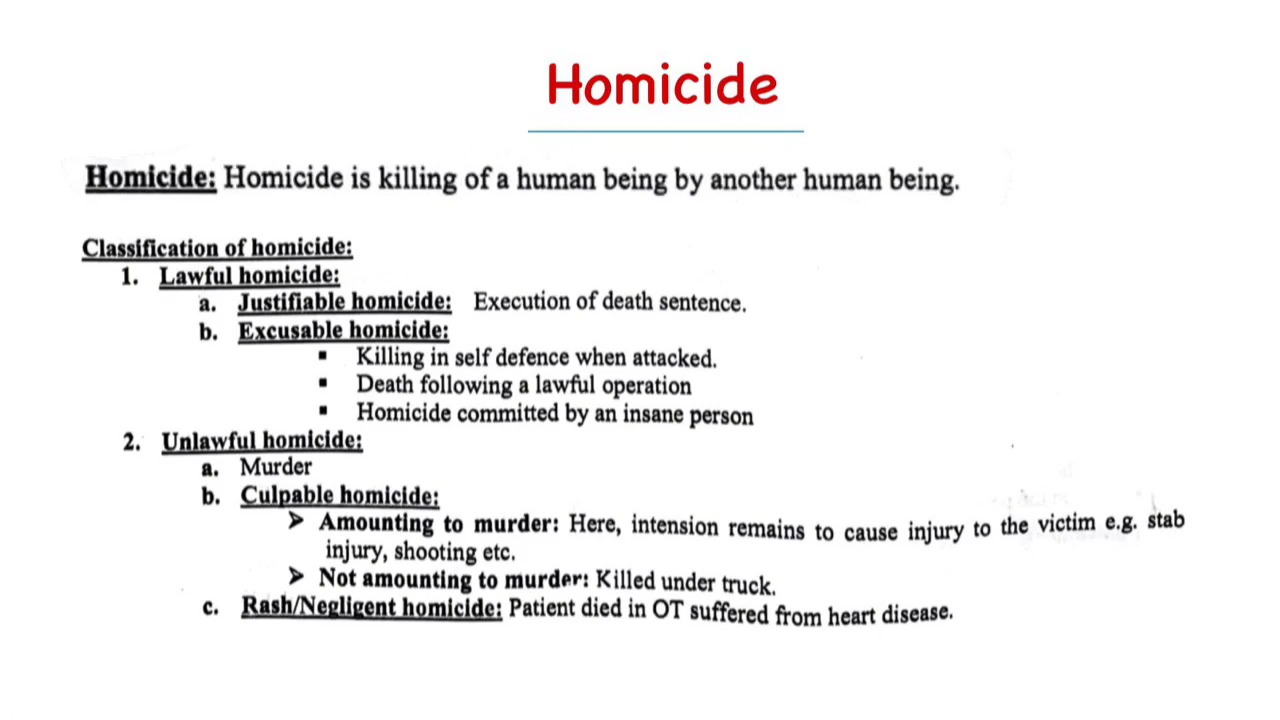 Homicide
Homicide: Homicide is killing of a human being by another human being.
Classification of homicide:
1. Lawful homicide:
a. Justifiable homicide: Execution of death sentence.
b. Excusable homicide:
▪ Killing in self defence when attacked.
▪ Death following a lawful operation
▪ Homicide committed by an insane person
2. Unlawful homicide:
a. Murder
b. Culpable homicide:
➤ Amounting to murder: Here, intension remains to cause injury to the victim e.g. stab
injury, shooting etc.
➤ Not amounting to murder: Killed under truck.
c. Rash/Negligent homicide: Patient died in OT suffered from heart disease.